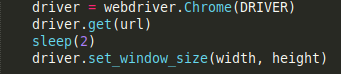 driver = webdriver.Chrome(DRIVER)
driver.get(url)
sleep(2)
driver.set_window_size(width, height)